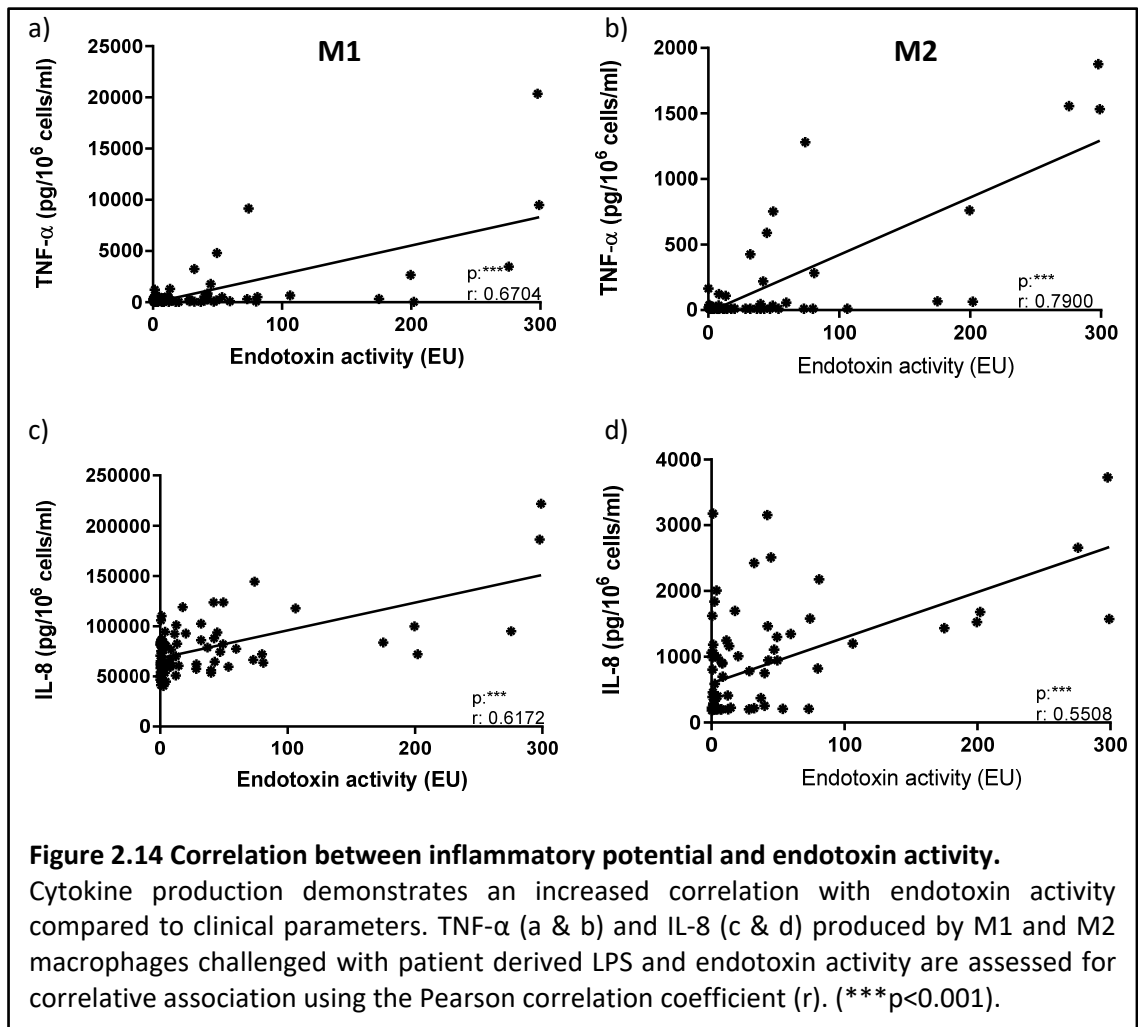 a)
M1
25000
20000
15000
10000
5000
0
TNF-α (pg/10⁶ cells/ml)
p:***
r: 0.6704
0 100 200 300
Endotoxin activity (EU)
b)
M2
2000
1500
1000
500
0
TNF-α (pg/10⁶ cells/ml)
p:***
r: 0.7900
0 100 200 300
Endotoxin activity (EU)
c)
250000
200000
150000
100000
50000
0
IL-8 (pg/10⁶ cells/ml)
p:***
r: 0.6172
0 100 200 300
Endotoxin activity (EU)
d)
4000
3000
2000
1000
0
IL-8 (pg/10⁶ cells/ml)
p:***
r: 0.5508
0 100 200 300
Endotoxin activity (EU)
Figure 2.14 Correlation between inflammatory potential and endotoxin activity.
Cytokine production demonstrates an increased correlation with endotoxin activity
compared to clinical parameters. TNF-α (a & b) and IL-8 (c & d) produced by M1 and M2
macrophages challenged with patient derived LPS and endotoxin activity are assessed for
correlative association using the Pearson correlation coefficient (r). (***p<0.001).